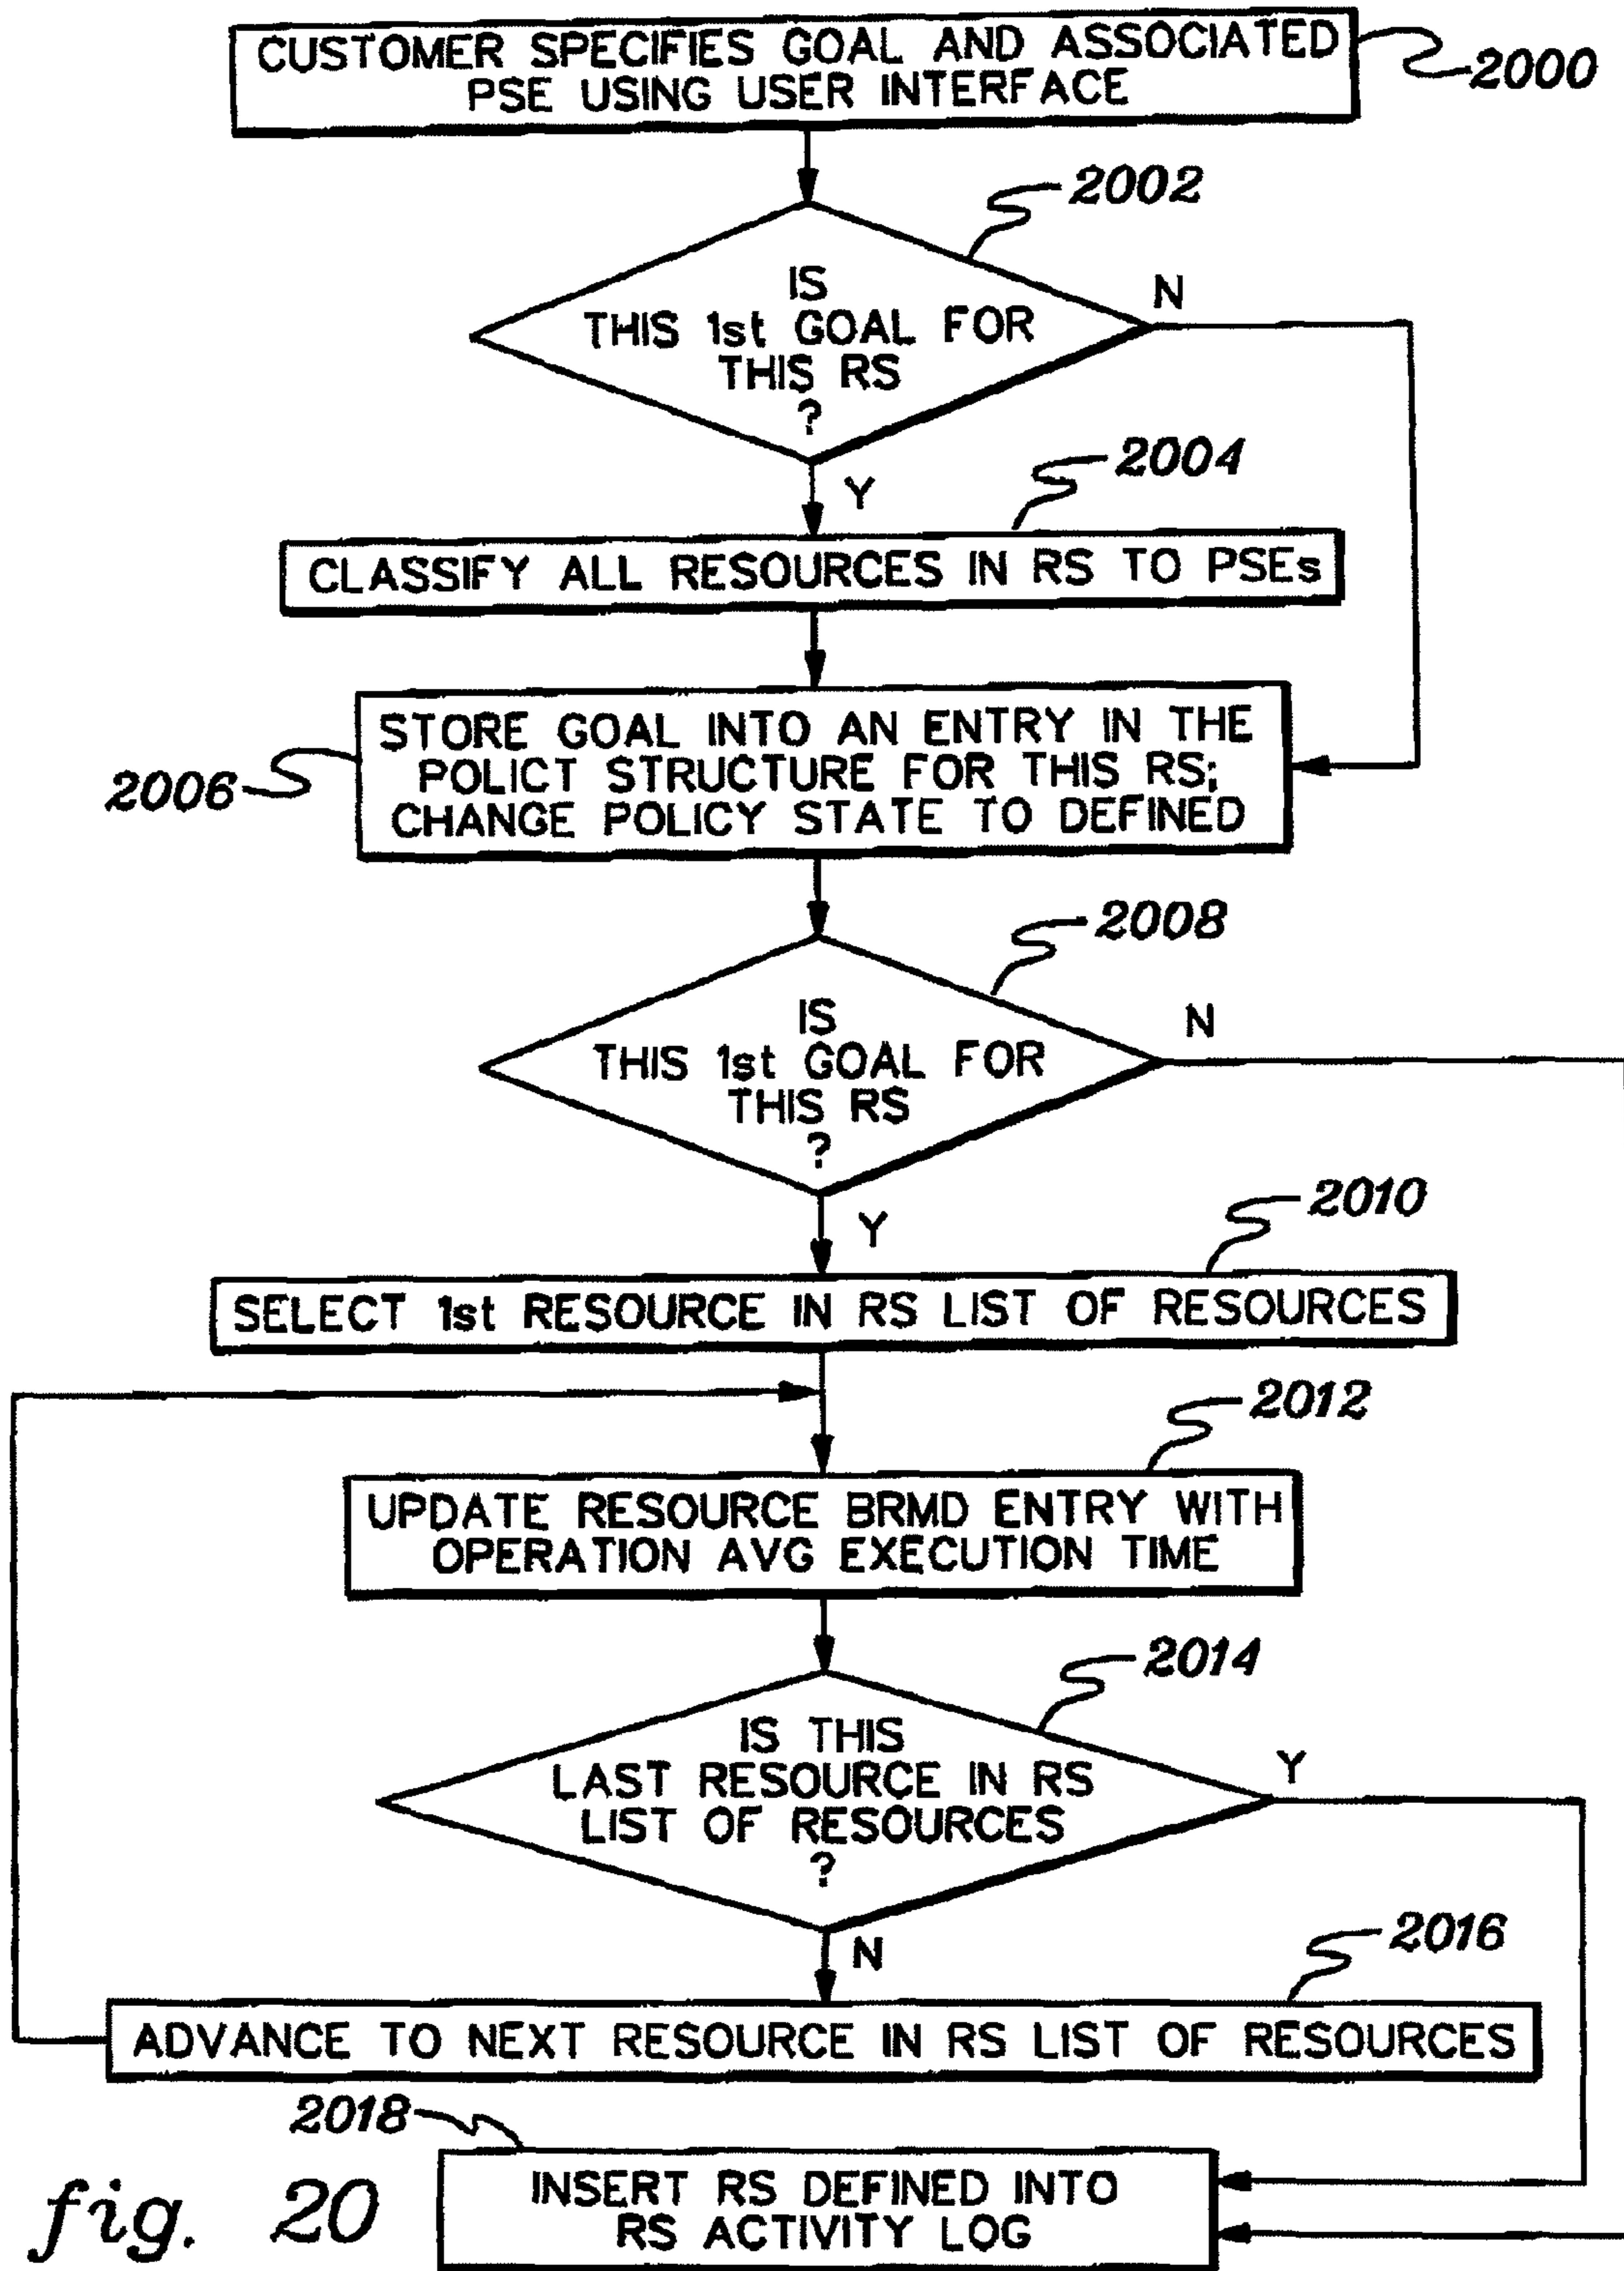 CUSTOMER SPECIFIES GOAL AND ASSOCIATED
PSE USING USER INTERFACE
2000
2002
IS
THIS 1st GOAL FOR
THIS RS
?
N
Y
2004
CLASSIFY ALL RESOURCES IN RS TO PSEs
STORE GOAL INTO AN ENTRY IN THE
POLICT STRUCTURE FOR THIS RS;
CHANGE POLICY STATE TO DEFINED
2006
2008
IS
THIS 1st GOAL FOR
THIS RS
?
N
Y
2010
SELECT 1st RESOURCE IN RS LIST OF RESOURCES
2012
UPDATE RESOURCE BRMD ENTRY WITH
OPERATION AVG EXECUTION TIME
2014
IS THIS
LAST RESOURCE IN RS
LIST OF RESOURCES
?
Y
N
2016
ADVANCE TO NEXT RESOURCE IN RS LIST OF RESOURCES
2018
INSERT RS DEFINED INTO
RS ACTIVITY LOG
fig. 20